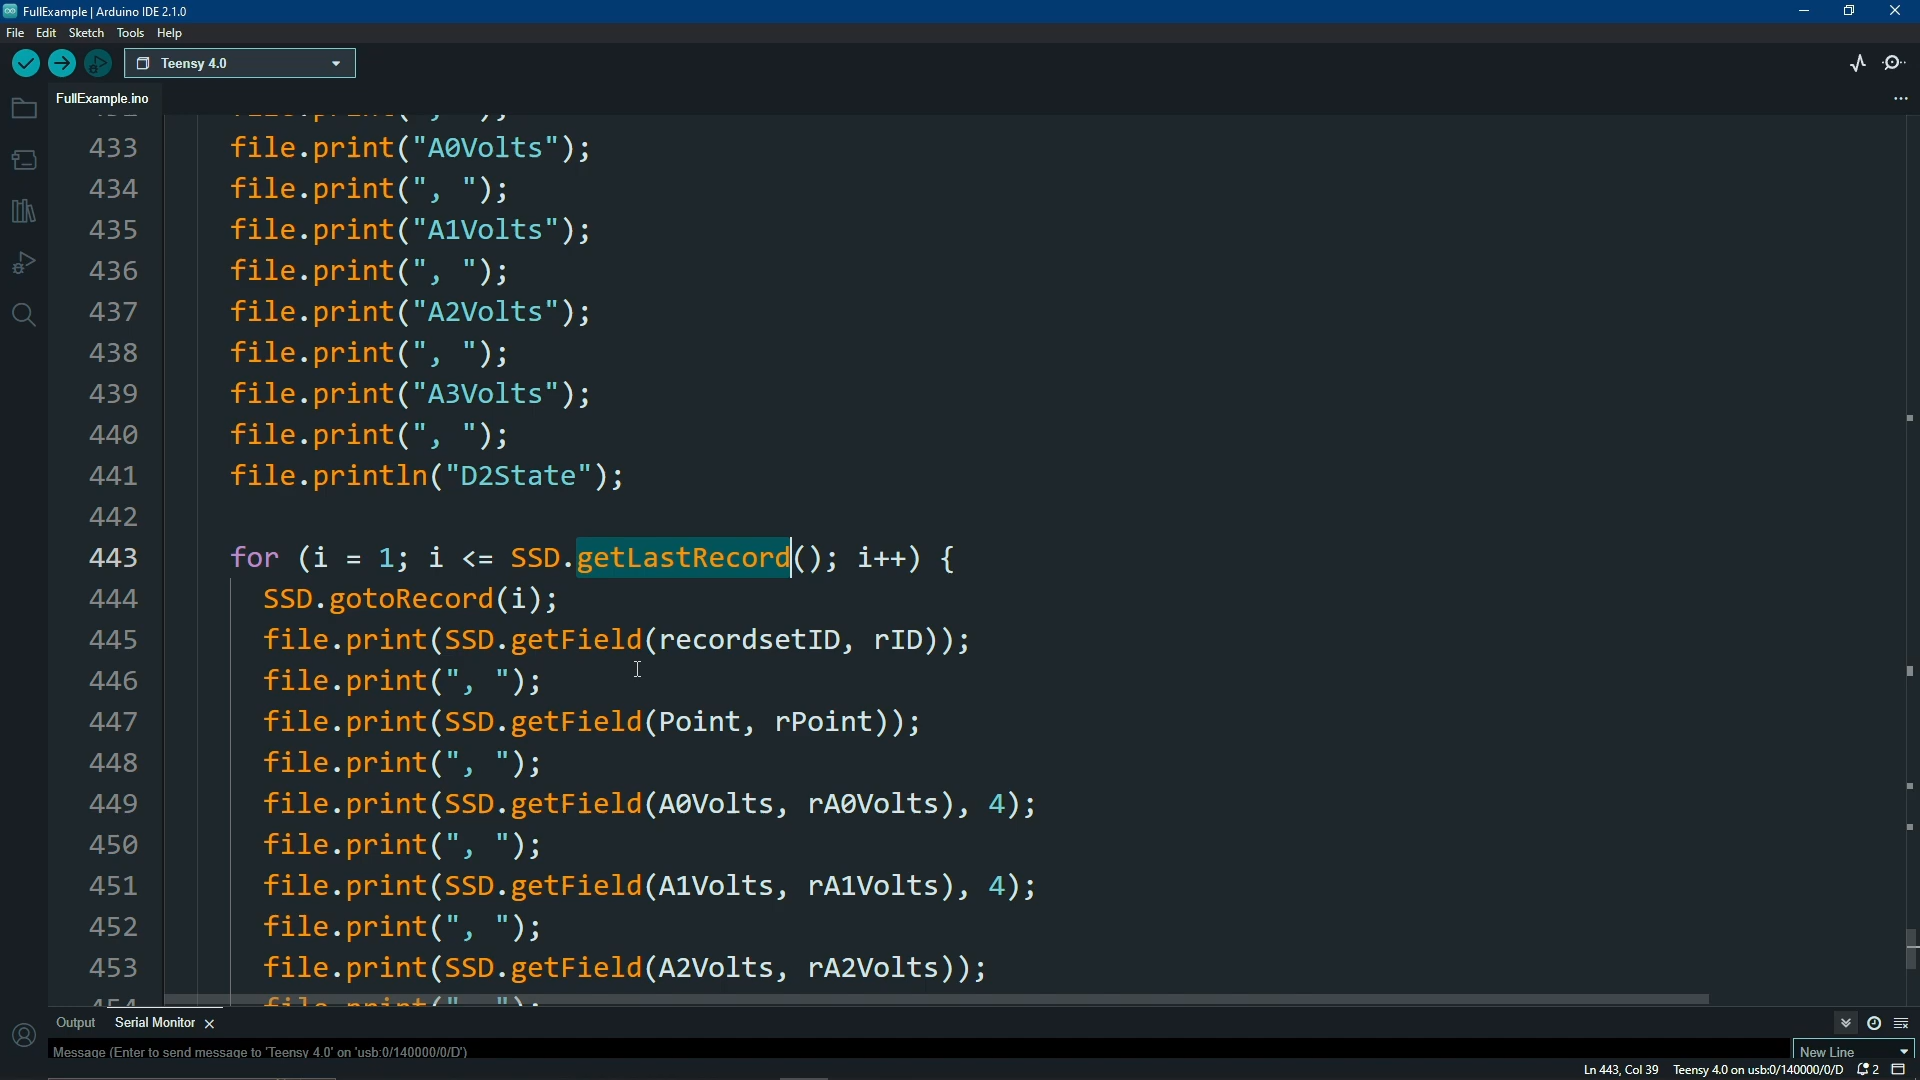 FullExample | Arduino IDE 2.1.0
File Edit Sketch Tools Help
Teensy 4.0
FullExample.ino
433 file.print("A0Volts");
434 file.print(", ");
435 file.print("A1Volts");
436 file.print(", ");
437 file.print("A2Volts");
438 file.print(", ");
439 file.print("A3Volts");
440 file.print(", ");
441 file.println("D2State");
442
443 for (i = 1; i <= SSD.getLastRecord(); i++) {
444 SSD.gotoRecord(i);
445 file.print(SSD.getField(recordsetID, rID));
446 file.print(", ");
447 file.print(SSD.getField(Point, rPoint));
448 file.print(", ");
449 file.print(SSD.getField(A0Volts, rA0Volts), 4);
450 file.print(", ");
451 file.print(SSD.getField(A1Volts, rA1Volts), 4);
452 file.print(", ");
453 file.print(SSD.getField(A2Volts, rA2Volts));
Output Serial Monitor
Message (Enter to send message to 'Teensy 4.0' on 'usb:0/140000/0/D')
New Line
Ln 443, Col 39 Teensy 4.0 on usb:0/140000/0/D 2